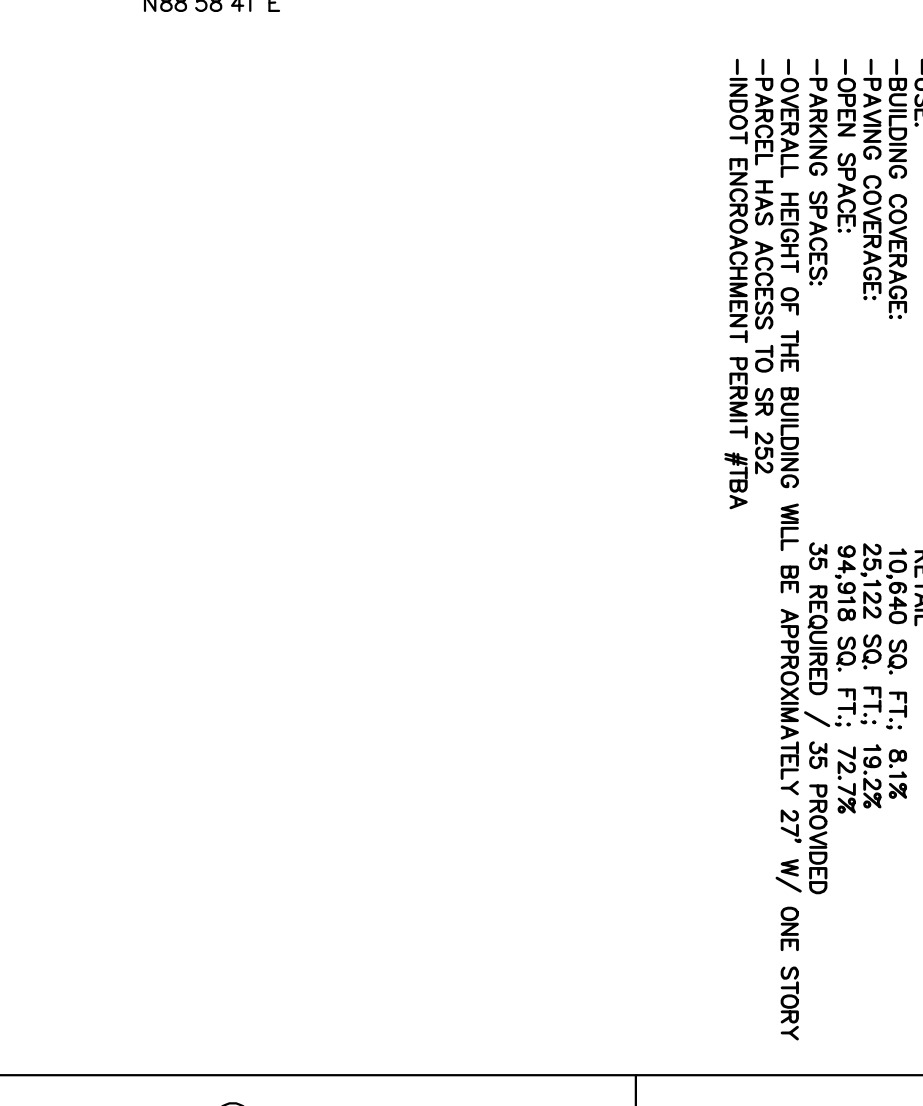 N88°58'41"E
-USE: RETAIL
-BUILDING COVERAGE: 10,640 SQ. FT.; 8.1%
-PAVING COVERAGE: 25,122 SQ. FT.; 19.2%
-OPEN SPACE: 94,918 SQ. FT.; 72.7%
-PARKING SPACES: 35 REQUIRED / 35 PROVIDED
-OVERALL HEIGHT OF THE BUILDING WILL BE APPROXIMATELY 27' W/ ONE STORY
-PARCEL HAS ACCESS TO SR 252
-INDOT ENCROACHMENT PERMIT #TBA